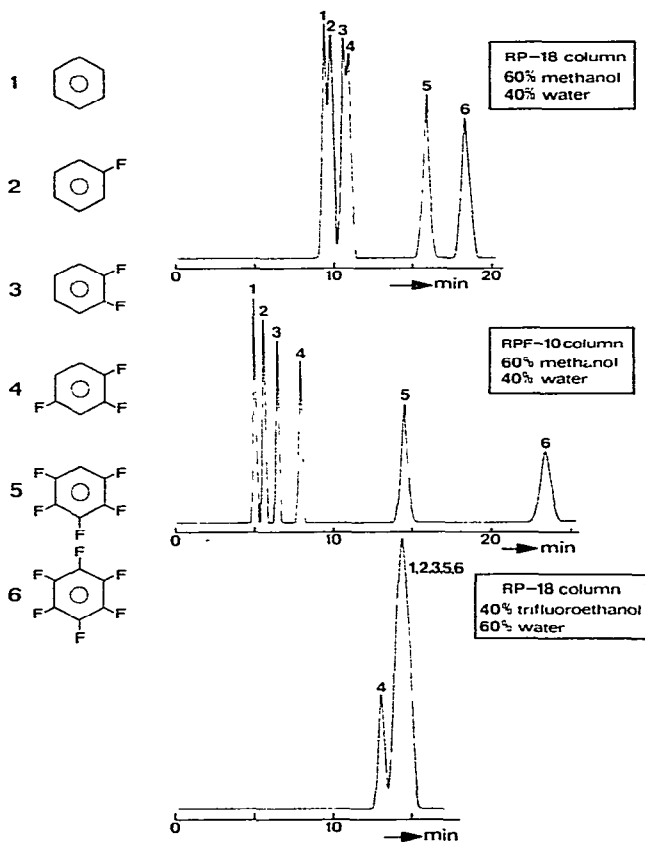 1
2
F
3
F
F
4
F
F
F
5
F
F
F
F
F
6
F
F
F
F
F
F
1
2
3
4
5
6
RP-18 column
60% methanol
40% water
0
10
20
min
1
2
3
4
5
6
RPF-10 column
60% methanol
40% water
0
10
20
min
1,2,3,5,6
4
RP-18 column
40% trifluoroethanol
60% water
0
10
min